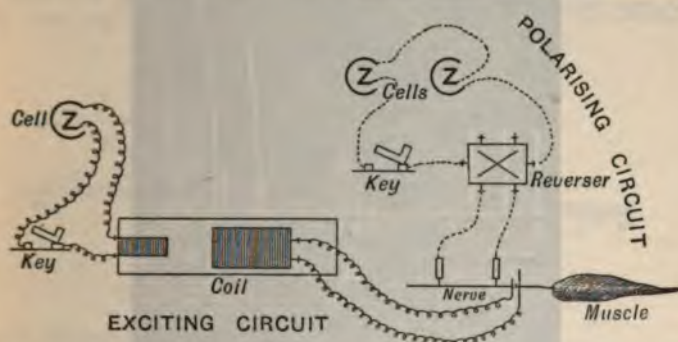 POLARISING CIRCUIT
Z
Z
Cells
Cell
Z
Key
Reverser
Key
Coil
Nerve
Muscle
EXCITING CIRCUIT